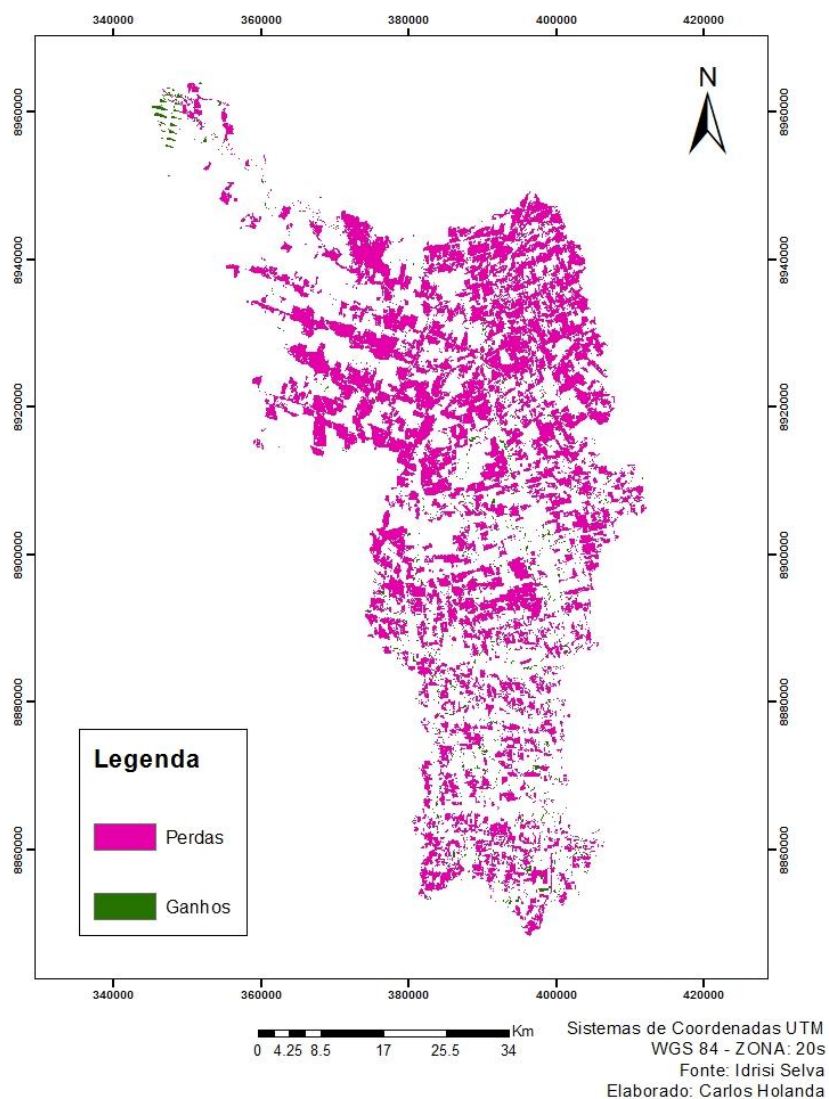 340000 360000 380000 400000 420000
N
8960000 8960000
8940000 8940000
8920000 8920000
8900000 8900000
8880000 8880000
Legenda
Perdas
8860000 8860000
Ganhos
340000 360000 380000 400000 420000
Km
0 4.25 8.5 17 25.5 34
Sistemas de Coordenadas UTM
WGS 84 - ZONA: 20s
Fonte: Idrisi Selva
Elaborado: Carlos Holanda